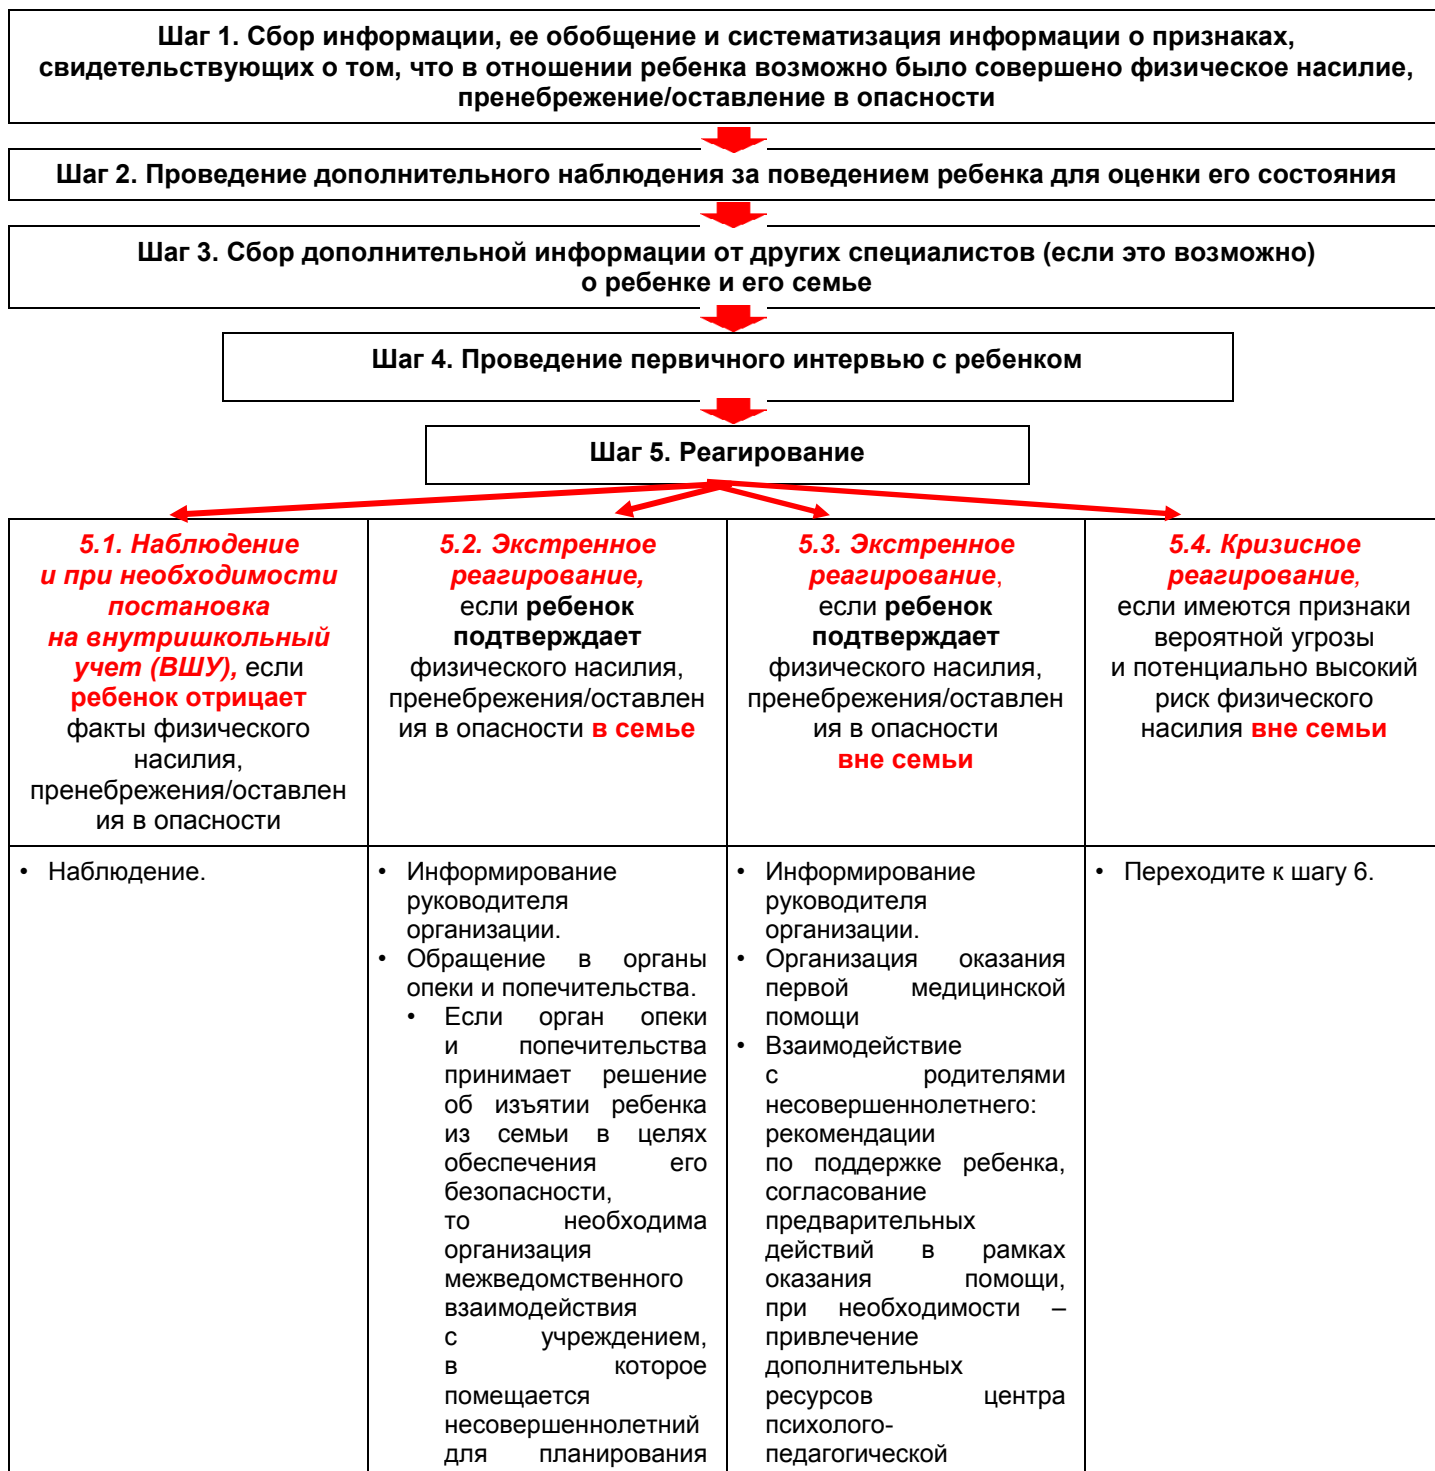 Шаг 1. Сбор информации, ее обобщение и систематизация информации о признаках,
свидетельствующих о том, что в отношении ребенка возможно было совершено физическое насилие,
пренебрежение/оставление в опасности
Шаг 2. Проведение дополнительного наблюдения за поведением ребенка для оценки его состояния
Шаг 3. Сбор дополнительной информации от других специалистов (если это возможно)
о ребенке и его семье
Шаг 4. Проведение первичного интервью с ребенком
Шаг 5. Реагирование
5.1. Наблюдение
и при необходимости
постановка
на внутришкольный
учет (ВШУ), если
ребенок отрицает
факты физического
насилия,
пренебрежения/оставлен
ия в опасности
5.2. Экстренное
реагирование,
если ребенок
подтверждает
физического насилия,
пренебрежения/оставлен
ия в опасности в семье
5.3. Экстренное
реагирование,
если ребенок
подтверждает
физического насилия,
пренебрежения/оставлен
ия в опасности
вне семьи
5.4. Кризисное
реагирование,
если имеются признаки
вероятной угрозы
и потенциально высокий
риск физического
насилия вне семьи
• Наблюдение.
• Информирование
руководителя
организации.
• Обращение в органы
опеки и попечительства.
• Если орган опеки
и попечительства
принимает решение
об изъятии ребенка
из семьи в целях
обеспечения его
безопасности,
то необходима
организация
межведомственного
взаимодействия
с учреждением,
в которое
помещается
несовершеннолетний
для планирования
• Информирование
руководителя
организации.
• Организация оказания
первой медицинской
помощи
• Взаимодействие
с родителями
несовершеннолетнего:
рекомендации
по поддержке ребенка,
согласование
предварительных
действий в рамках
оказания помощи,
при необходимости –
привлечение
дополнительных
ресурсов центра
психолого-
педагогической
• Переходите к шагу 6.